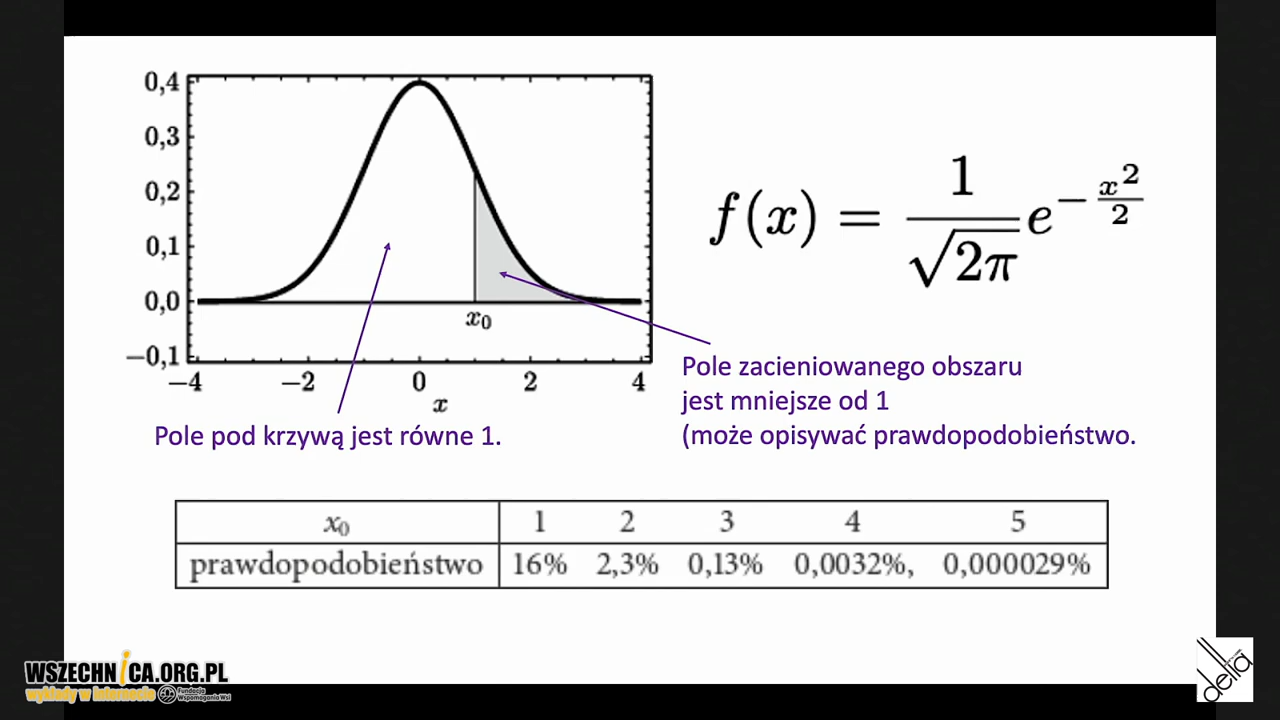 0,4
0,3
0,2
0,1
0,0
−0,1
−4 −2 0 2 4
x
x₀
f(x) = 1/√2π e^(−x²/2)
Pole zacieniowanego obszaru
jest mniejsze od 1
(może opisywać prawdopodobieństwo.
Pole pod krzywą jest równe 1.
x₀ 1 2 3 4 5
prawdopodobieństwo 16% 2,3% 0,13% 0,0032%, 0,000029%
WSZECHNICA.ORG.PL
wykłady w internecie
Fundacja
Wspomagania Wsi
delta